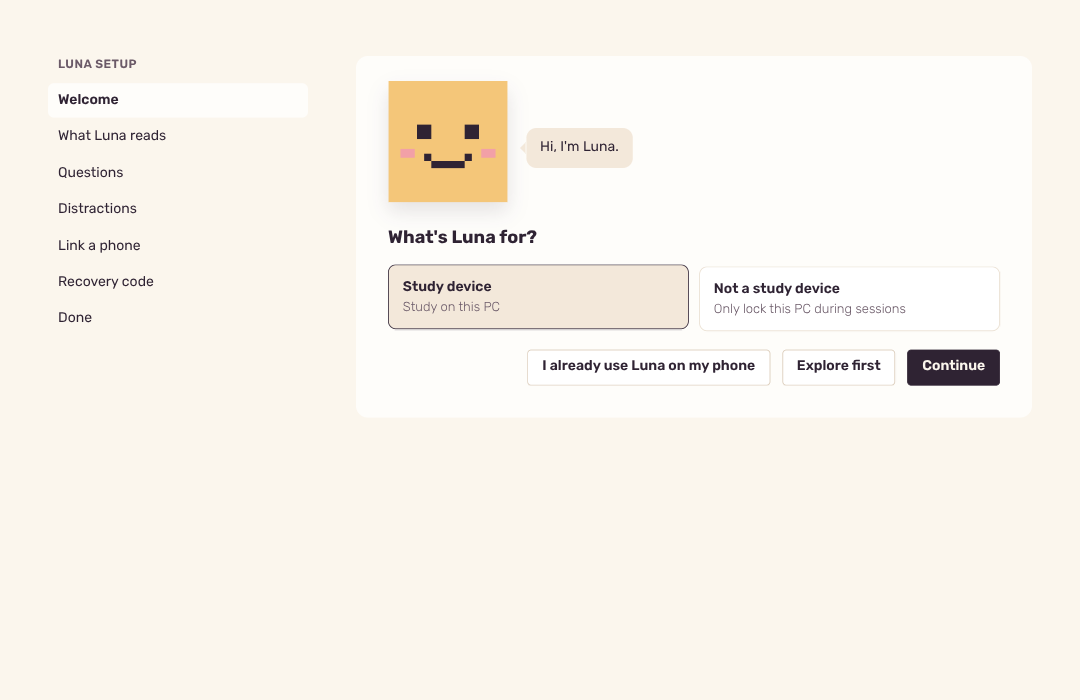 LUNA SETUP
Welcome
What Luna reads
Questions
Distractions
Link a phone
Recovery code
Done
Hi, I'm Luna.
What's Luna for?
Study device
Study on this PC
Not a study device
Only lock this PC during sessions
I already use Luna on my phone
Explore first
Continue